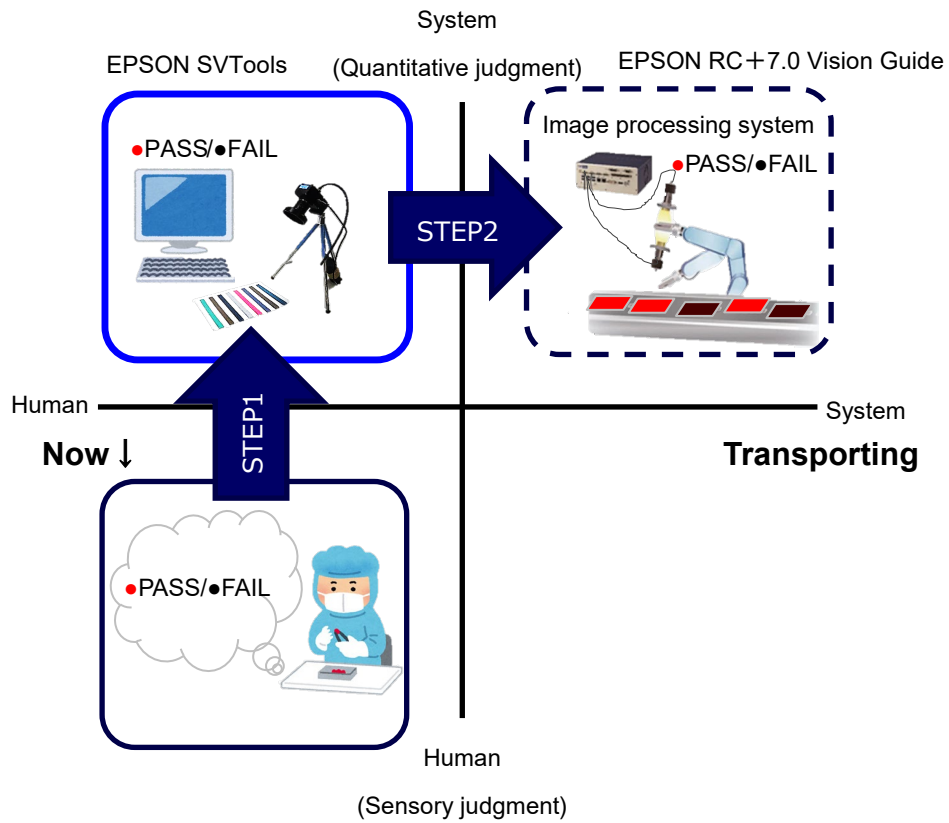 System
(Quantitative judgment)
EPSON SVTools
EPSON RC＋7.0 Vision Guide
●PASS/●FAIL
Image processing system
●PASS/●FAIL
STEP2
Human
System
STEP1
Now↓
Transporting
●PASS/●FAIL
Human
(Sensory judgment)